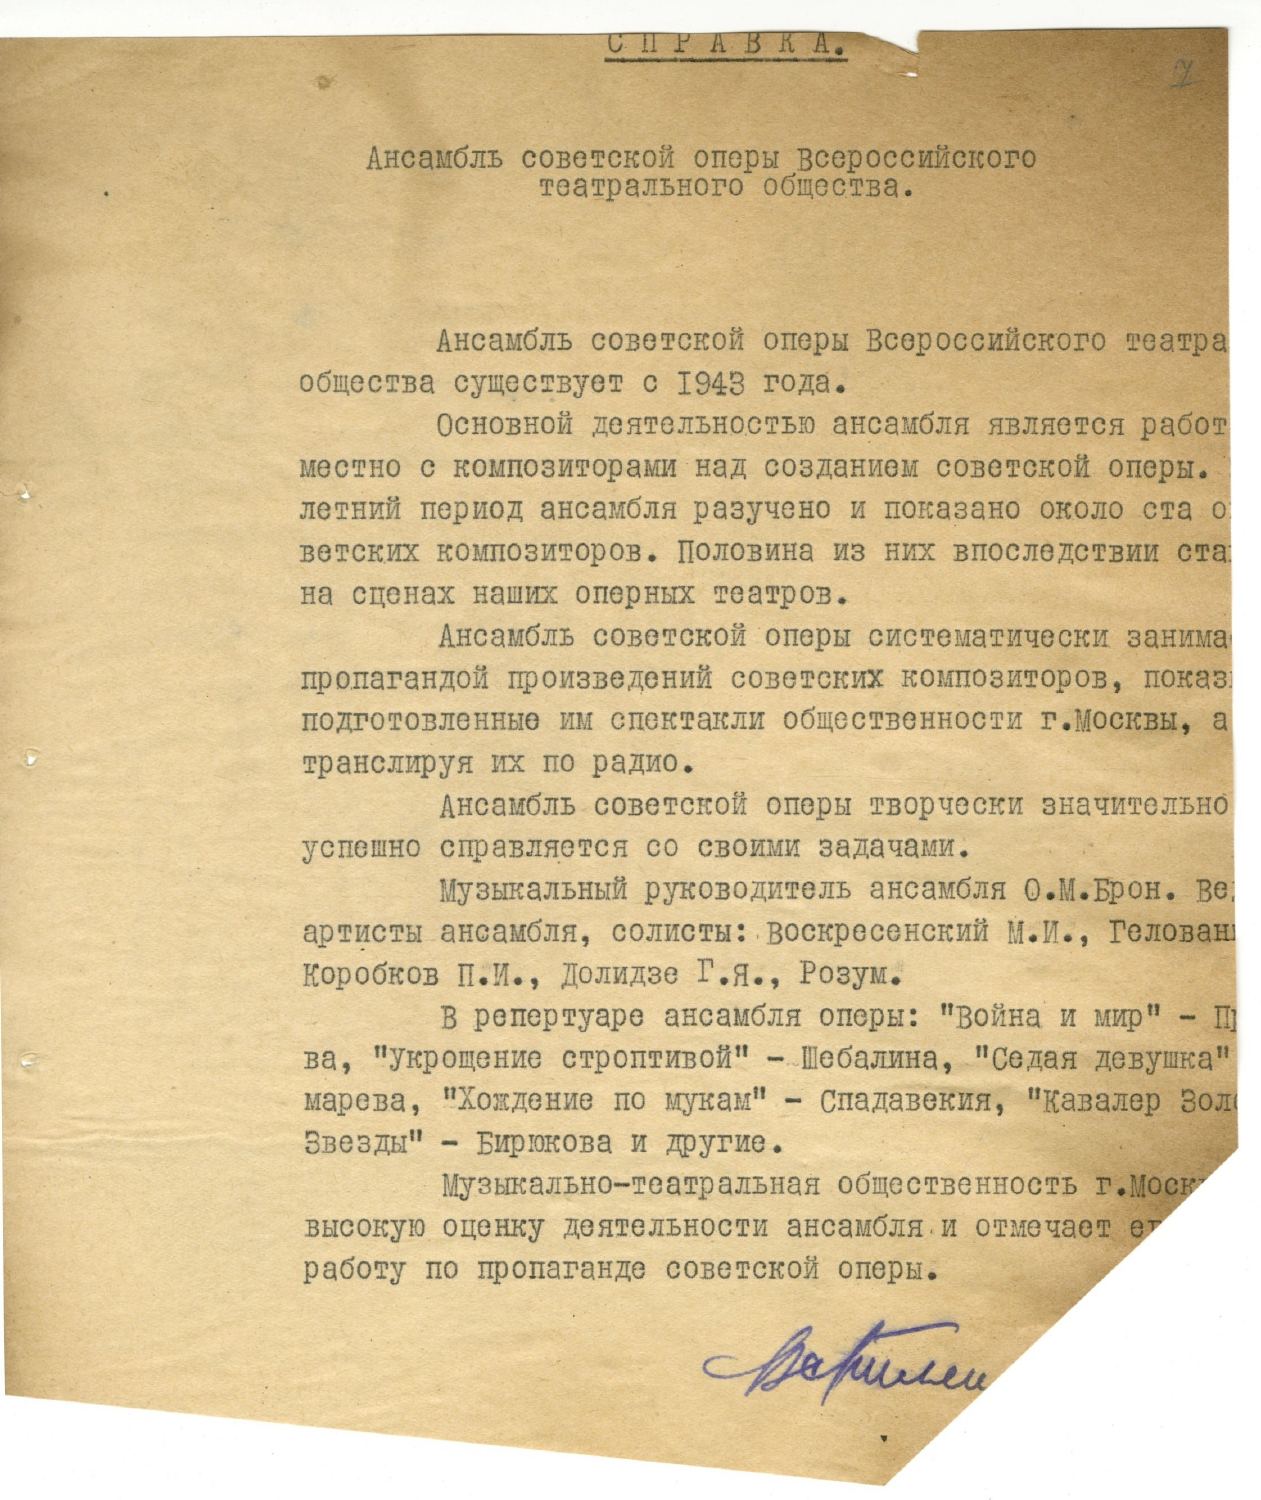 СПРАВКА.
7
Ансамбль советской оперы Всероссийского
театрального общества.
Ансамбль советской оперы Всероссийского театра
общества существует с 1943 года.
Основной деятельностью ансамбля является работ
местно с композиторами над созданием советской оперы.
летний период ансамбля разучено и показано около ста о
ветских композиторов. Половина из них впоследствии ста
на сценах наших оперных театров.
Ансамбль советской оперы систематически занима
пропагандой произведений советских композиторов, показ
подготовленные им спектакли общественности г.Москвы, а
транслируя их по радио.
Ансамбль советской оперы творчески значительно
успешно справляется со своими задачами.
Музыкальный руководитель ансамбля О.М.Брон. Ве
артисты ансамбля, солисты: Воскресенский М.И., Геловани
Коробков П.И., Долидзе Г.Я., Розум.
В репертуаре ансамбля оперы: "Война и мир" - Пр
ва, "Укрощение строптивой" - Шебалина, "Седая девушка"
марева, "Хождение по мукам" - Спадавекия, "Кавалер Золо
Звезды" - Бирюкова и другие.
Музыкально-театральная общественность г.Моск
высокую оценку деятельности ансамбля и отмечает ег
работу по пропаганде советской оперы.